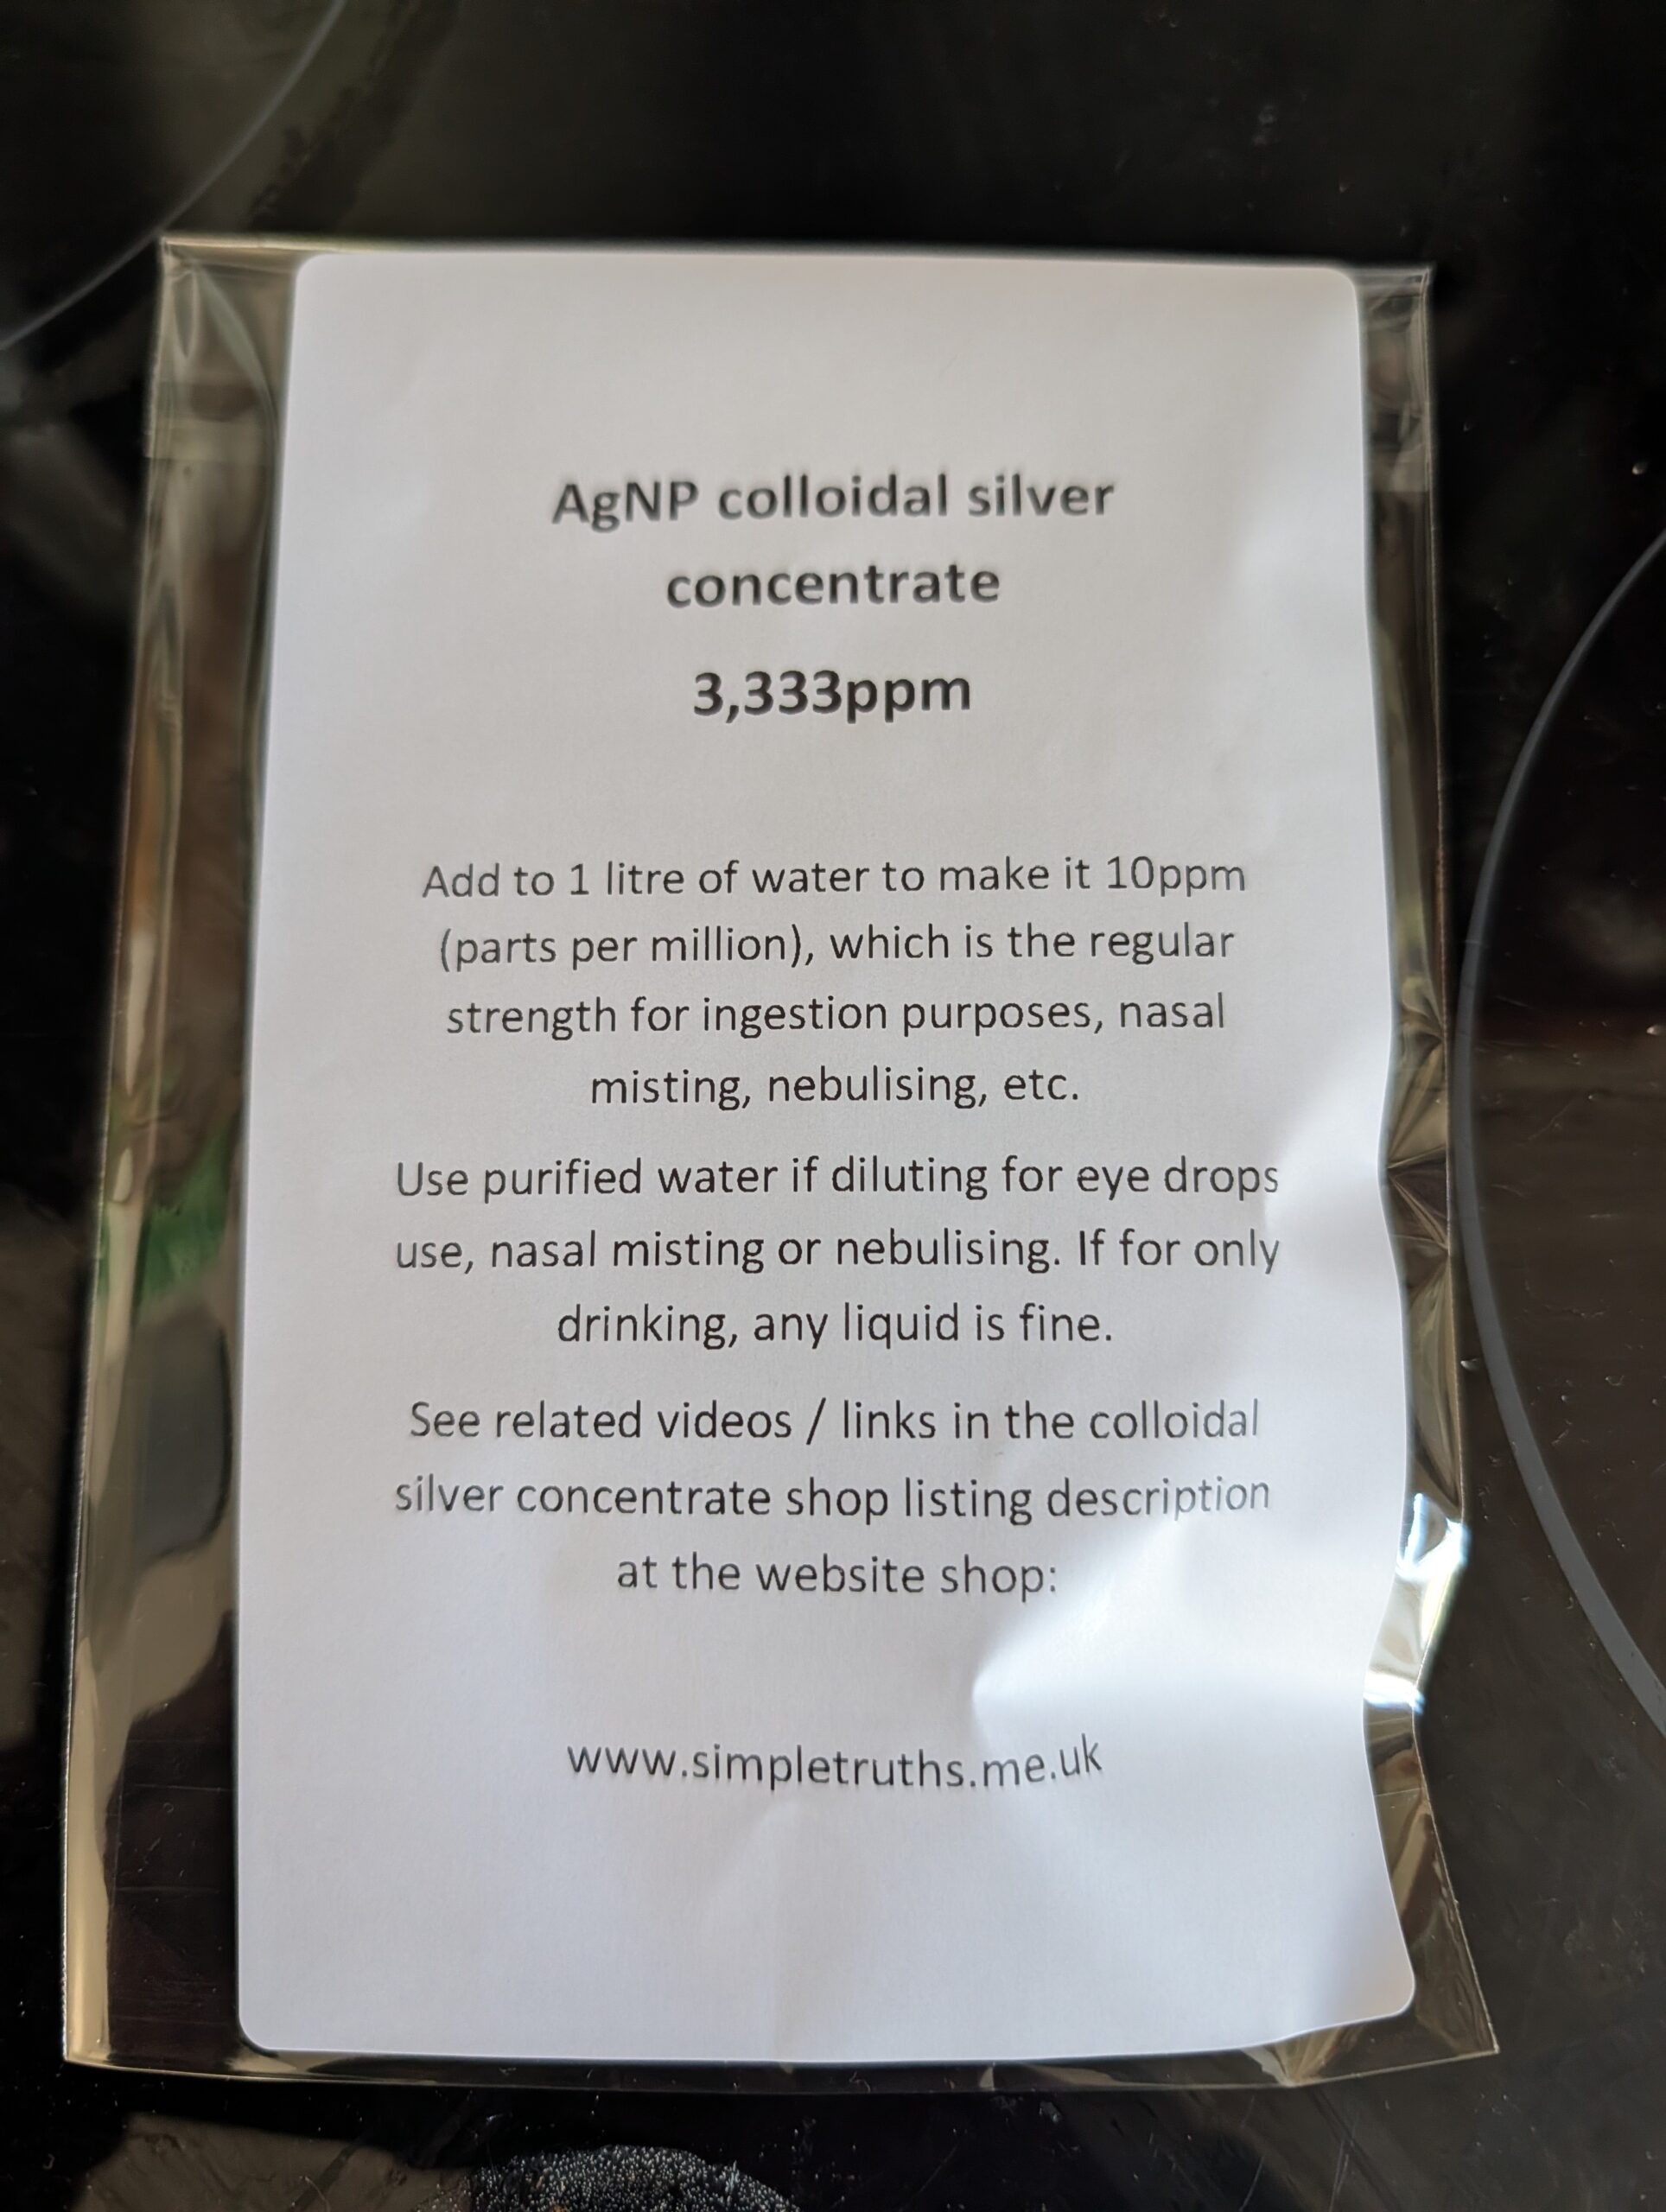 AgNP colloidal silver
concentrate
3,333ppm
Add to 1 litre of water to make it 10ppm
(parts per million), which is the regular
strength for ingestion purposes, nasal
misting, nebulising, etc.
Use purified water if diluting for eye drops
use, nasal misting or nebulising. If for only
drinking, any liquid is fine.
See related videos / links in the colloidal
silver concentrate shop listing description
at the website shop:
www.simpletruths.me.uk